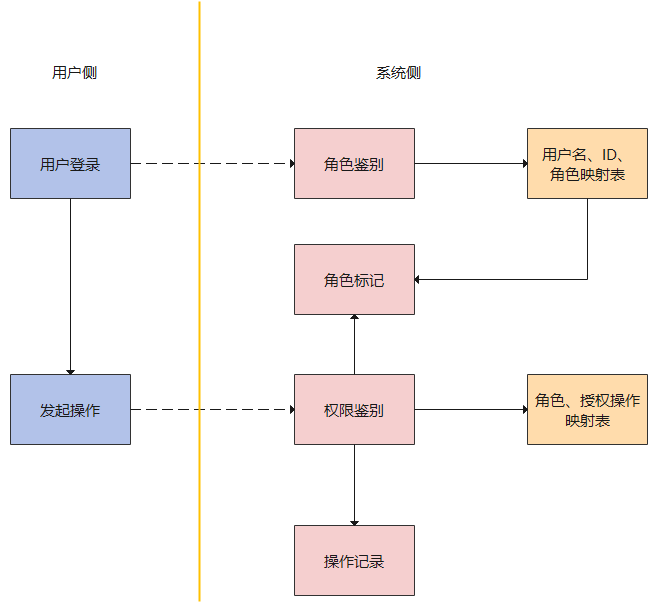 用户侧
系统侧
用户登录
角色鉴别
用户名、ID、
角色映射表
角色标记
发起操作
权限鉴别
角色、授权操作
映射表
操作记录